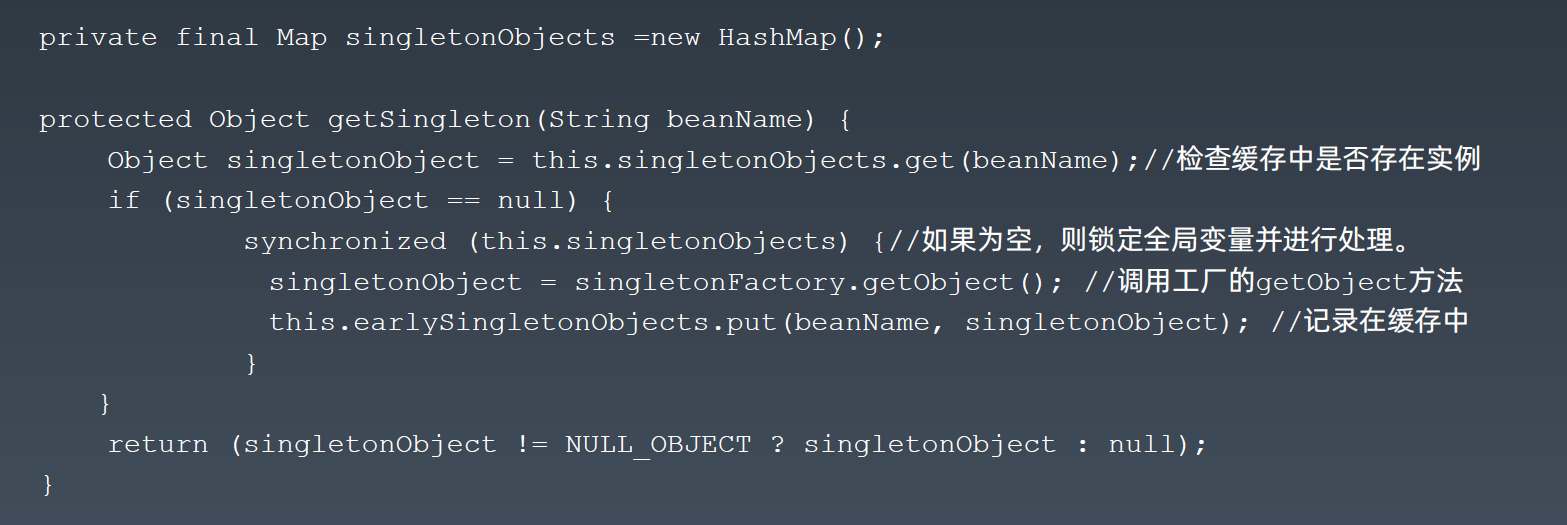 private final Map singletonObjects =new HashMap();
protected Object getSingleton(String beanName) {
Object singletonObject = this.singletonObjects.get(beanName);//检查缓存中是否存在实例
if (singletonObject == null) {
synchronized (this.singletonObjects) {//如果为空，则锁定全局变量并进行处理。
singletonObject = singletonFactory.getObject(); //调用工厂的getObject方法
this.earlySingletonObjects.put(beanName, singletonObject); //记录在缓存中
}
}
return (singletonObject != NULL_OBJECT ? singletonObject : null);
}